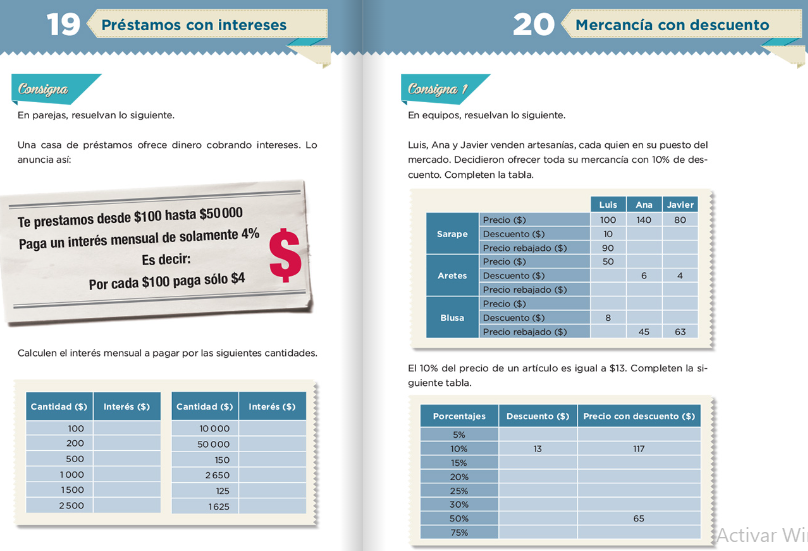 19 Préstamos con intereses
Consigna
En parejas, resuelvan lo siguiente.
Una casa de préstamos ofrece dinero cobrando intereses. Lo
anuncia así:
Te prestamos desde $100 hasta $50 000
Paga un interés mensual de solamente 4%
Es decir:
Por cada $100 paga sólo $4
$
Calculen el interés mensual a pagar por las siguientes cantidades.
Cantidad ($) Interés ($) Cantidad ($) Interés ($)
100 10 000
200 50 000
500 150
1 000 2 650
1 500 125
2 500 1 625
20 Mercancía con descuento
Consigna 1
En equipos, resuelvan lo siguiente.
Luis, Ana y Javier venden artesanías, cada quien en su puesto del
mercado. Decidieron ofrecer toda su mercancía con 10% de des-
cuento. Completen la tabla.
Luis Ana Javier
Sarape
Precio ($) 100 140 80
Descuento ($) 10
Precio rebajado ($) 90
Aretes
Precio ($) 50
Descuento ($) 6 4
Precio rebajado ($)
Blusa
Precio ($)
Descuento ($) 8
Precio rebajado ($) 45 63
El 10% del precio de un artículo es igual a $13. Completen la si-
guiente tabla.
Porcentajes Descuento ($) Precio con descuento ($)
5%
10% 13 117
15%
20%
25%
30%
50% 65
75%
Activar Wi